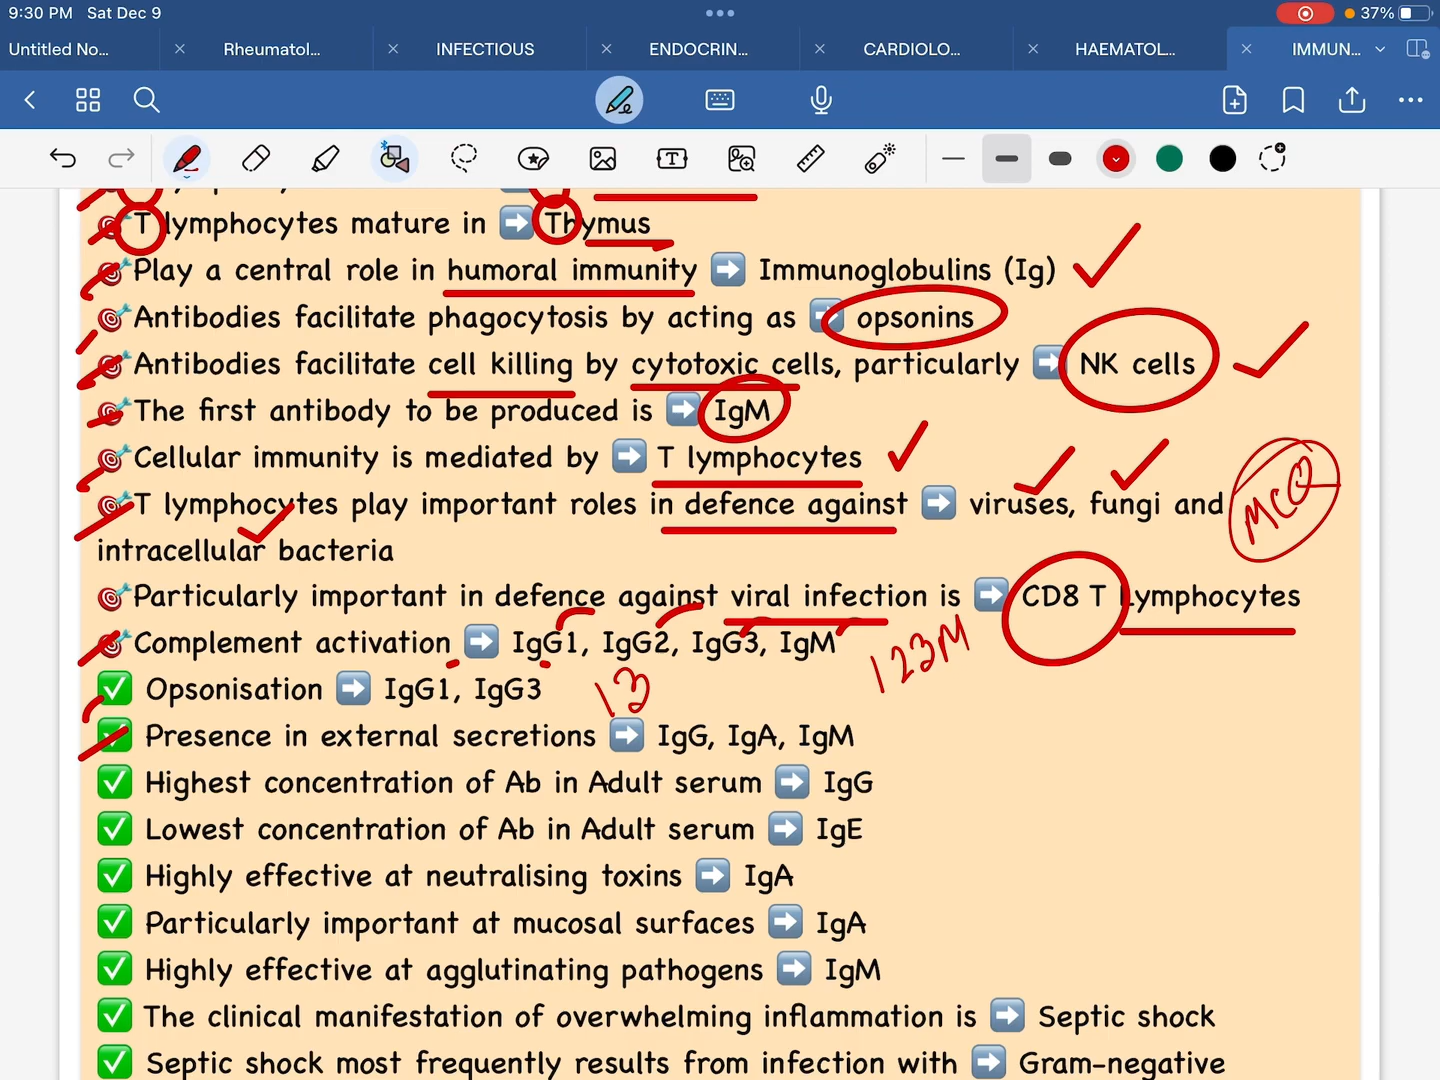 9:30 PM Sat Dec 9
37%
Untitled No... Rheumatol... INFECTIOUS ENDOCRIN... CARDIOLO... HAEMATOL... IMMUN...
T lymphocytes mature in ➡️ Thymus
Play a central role in humoral immunity ➡️ Immunoglobulins (Ig)
Antibodies facilitate phagocytosis by acting as ➡️ opsonins
Antibodies facilitate cell killing by cytotoxic cells, particularly ➡️ NK cells
The first antibody to be produced is ➡️ IgM
Cellular immunity is mediated by ➡️ T lymphocytes
T lymphocytes play important roles in defence against ➡️ viruses, fungi and
MCQ
intracellular bacteria
Particularly important in defence against viral infection is ➡️ CD8 T Lymphocytes
Complement activation ➡️ IgG1, IgG2, IgG3, IgM
123M
✅ Opsonisation ➡️ IgG1, IgG3
13
✅ Presence in external secretions ➡️ IgG, IgA, IgM
✅ Highest concentration of Ab in Adult serum ➡️ IgG
✅ Lowest concentration of Ab in Adult serum ➡️ IgE
✅ Highly effective at neutralising toxins ➡️ IgA
✅ Particularly important at mucosal surfaces ➡️ IgA
✅ Highly effective at agglutinating pathogens ➡️ IgM
✅ The clinical manifestation of overwhelming inflammation is ➡️ Septic shock
✅ Septic shock most frequently results from infection with ➡️ Gram-negative